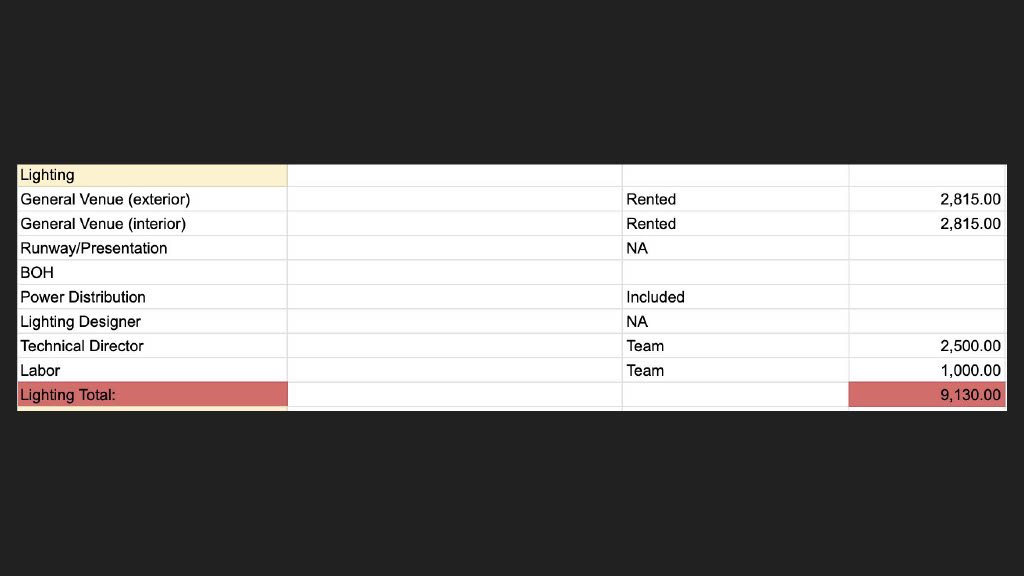 Lighting
General Venue (exterior) Rented 2,815.00
General Venue (interior) Rented 2,815.00
Runway/Presentation NA
BOH
Power Distribution Included
Lighting Designer NA
Technical Director Team 2,500.00
Labor Team 1,000.00
Lighting Total: 9,130.00